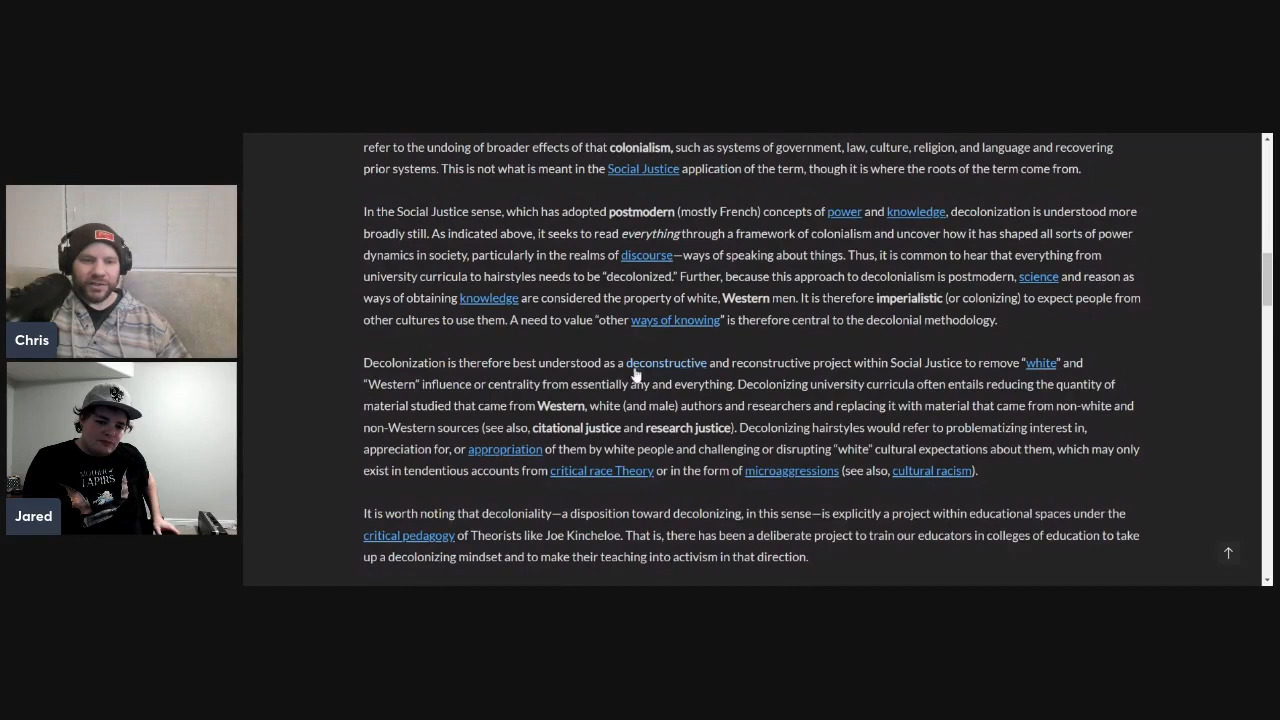 refer to the undoing of broader effects of that colonialism, such as systems of government, law, culture, religion, and language and recovering
prior systems. This is not what is meant in the Social Justice application of the term, though it is where the roots of the term come from.
In the Social Justice sense, which has adopted postmodern (mostly French) concepts of power and knowledge, decolonization is understood more
broadly still. As indicated above, it seeks to read everything through a framework of colonialism and uncover how it has shaped all sorts of power
dynamics in society, particularly in the realms of discourse—ways of speaking about things. Thus, it is common to hear that everything from
university curricula to hairstyles needs to be “decolonized.” Further, because this approach to decolonialism is postmodern, science and reason as
ways of obtaining knowledge are considered the property of white, Western men. It is therefore imperialistic (or colonizing) to expect people from
other cultures to use them. A need to value “other ways of knowing” is therefore central to the decolonial methodology.
Decolonization is therefore best understood as a deconstructive and reconstructive project within Social Justice to remove “white” and
“Western” influence or centrality from essentially any and everything. Decolonizing university curricula often entails reducing the quantity of
material studied that came from Western, white (and male) authors and researchers and replacing it with material that came from non-white and
non-Western sources (see also, citational justice and research justice). Decolonizing hairstyles would refer to problematizing interest in,
appreciation for, or appropriation of them by white people and challenging or disrupting “white” cultural expectations about them, which may only
exist in tendentious accounts from critical race Theory or in the form of microaggressions (see also, cultural racism).
It is worth noting that decoloniality—a disposition toward decolonizing, in this sense—is explicitly a project within educational spaces under the
critical pedagogy of Theorists like Joe Kincheloe. That is, there has been a deliberate project to train our educators in colleges of education to take
up a decolonizing mindset and to make their teaching into activism in that direction.
Chris
TAPIRS
Jared